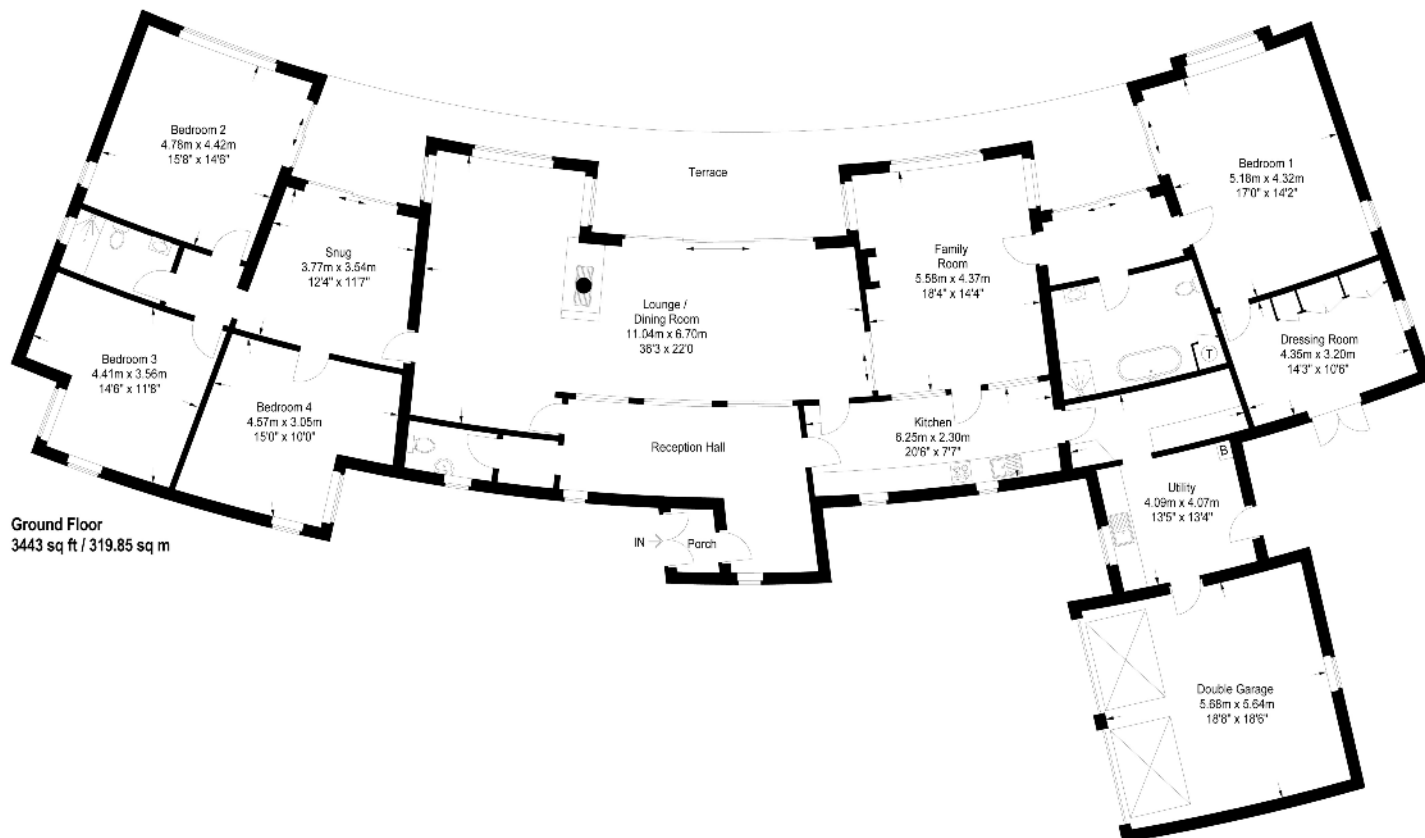 Bedroom 2
4.78m x 4.42m
15'8" x 14'6"
Bedroom 1
5.18m x 4.32m
17'0" x 14'2"
Terrace
Snug
3.77m x 3.54m
12'4" x 11'7"
Family
Room
5.58m x 4.37m
18'4" x 14'4"
Lounge /
Dining Room
11.04m x 6.70m
36'3 x 22'0
Bedroom 3
4.41m x 3.56m
14'6" x 11'8"
Dressing Room
4.35m x 3.20m
14'3" x 10'6"
T
Bedroom 4
4.57m x 3.05m
15'0" x 10'0"
Kitchen
6.25m x 2.30m
20'6" x 7'7"
Reception Hall
B
Utility
4.09m x 4.07m
13'5" x 13'4"
Ground Floor
3443 sq ft / 319.85 sq m
IN
Porch
Double Garage
5.68m x 5.64m
18'8" x 18'6"